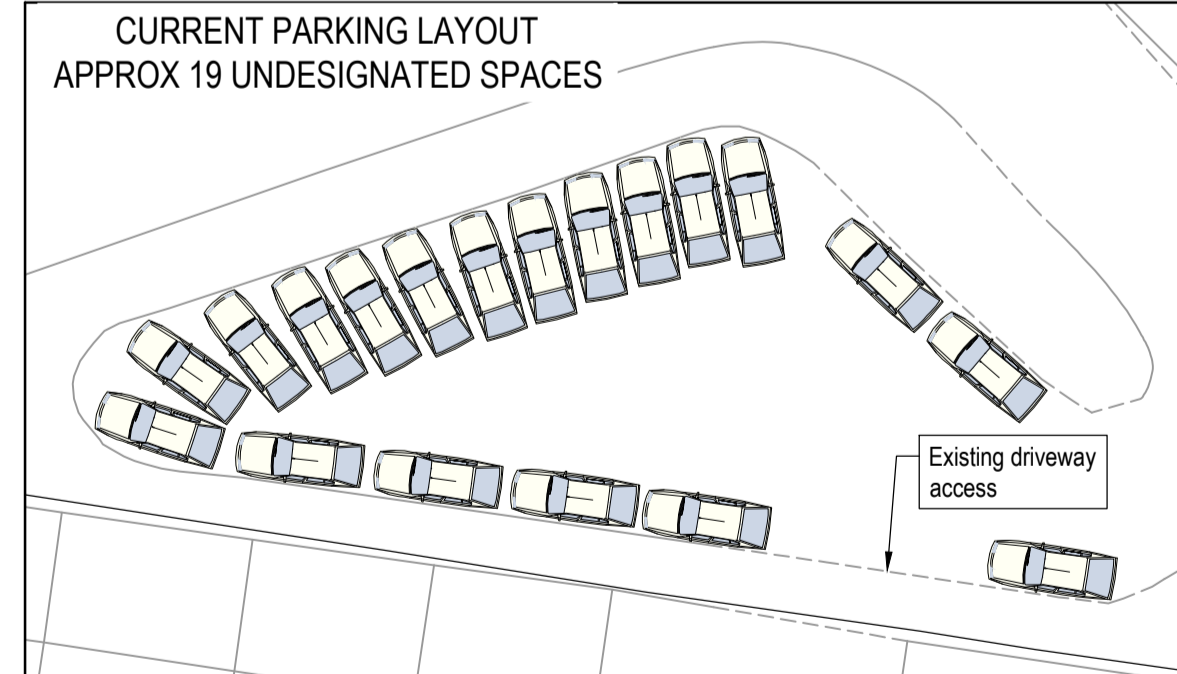 CURRENT PARKING LAYOUT
APPROX 19 UNDESIGNATED SPACES
Existing driveway
access